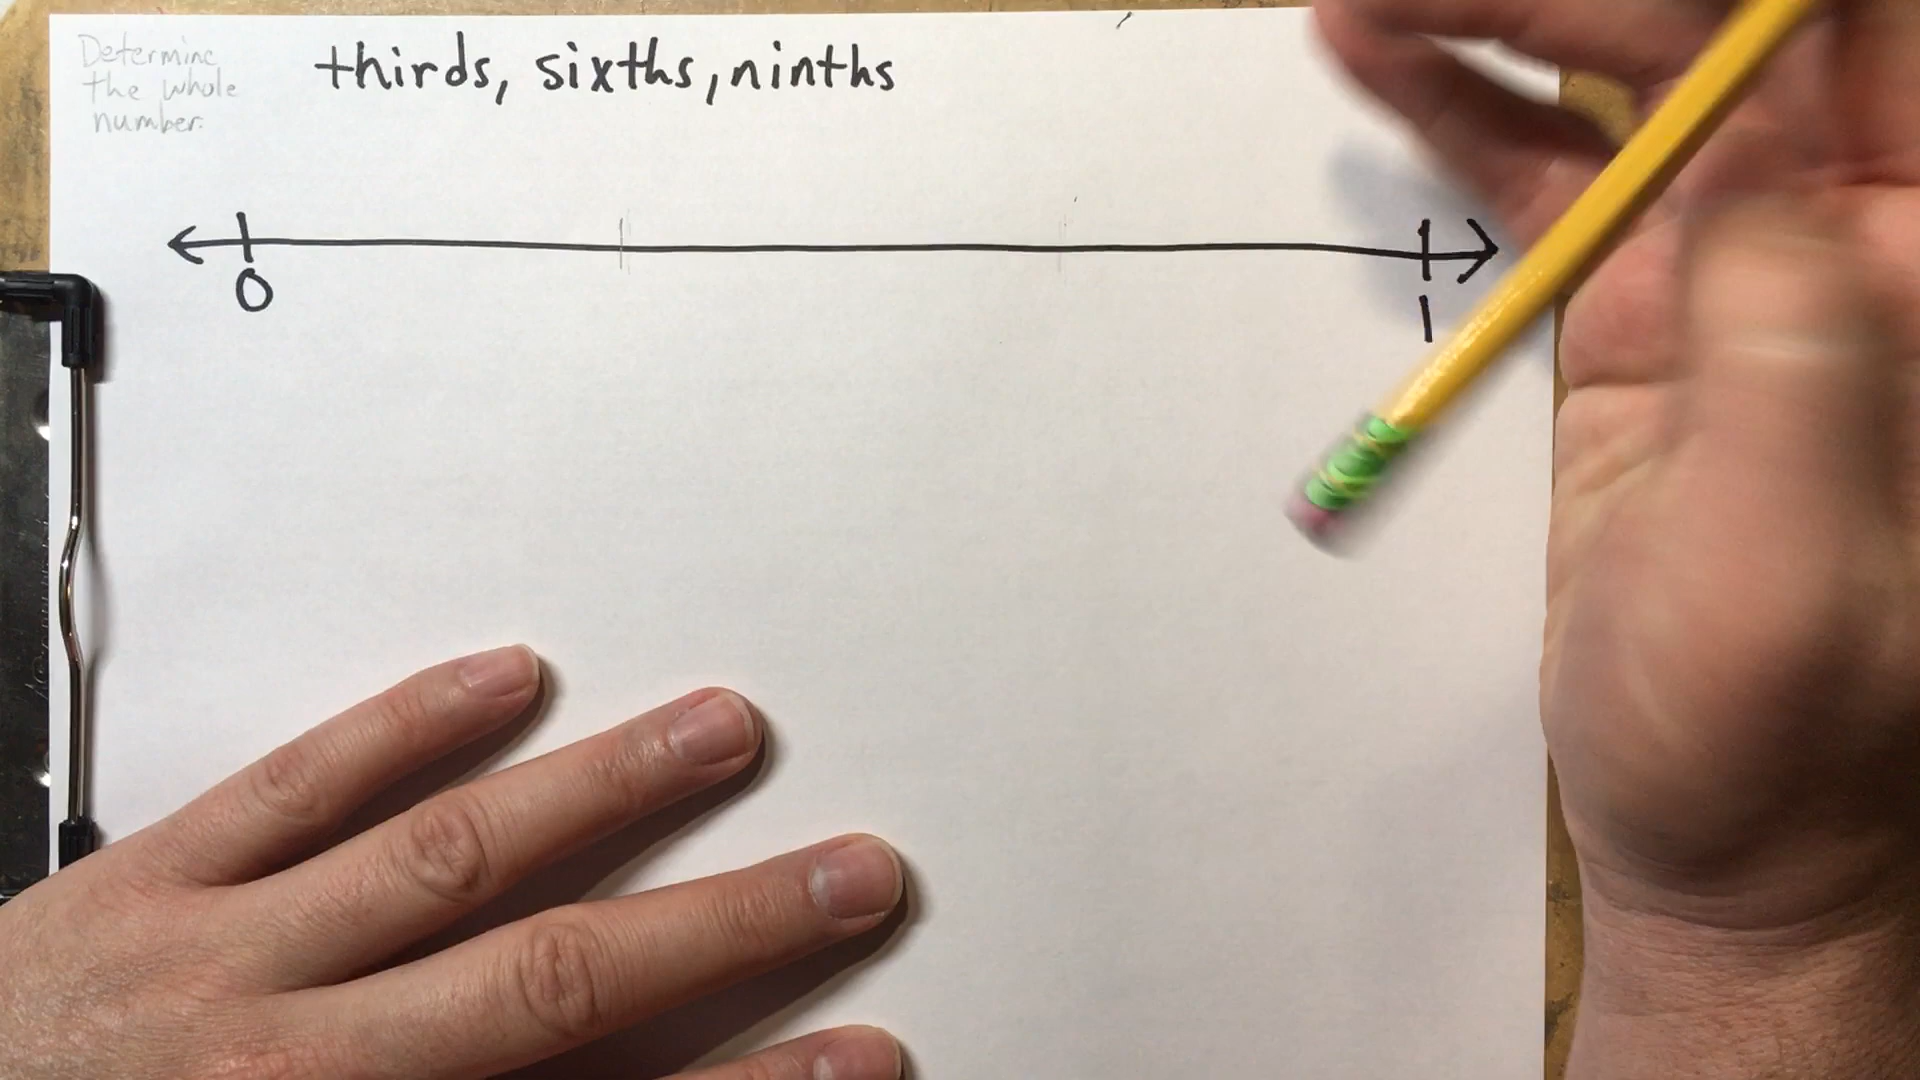 Determine
the whole
number.
thirds, sixths, ninths
0
1